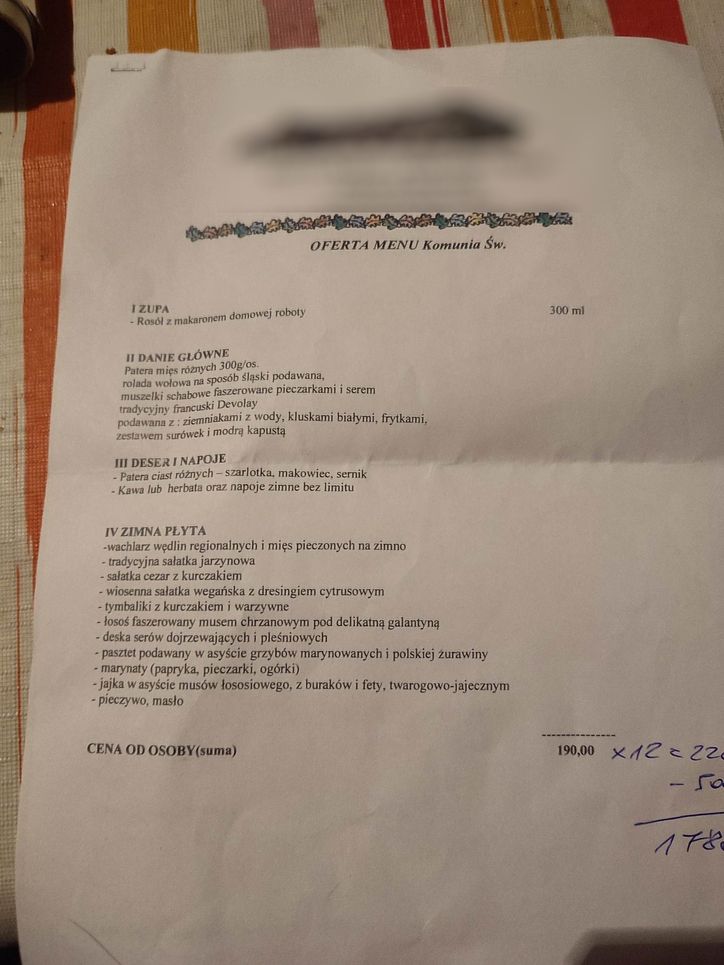 OFERTA MENU Komunia Św.
I ZUPA
- Rosół z makaronem domowej roboty 300 ml
II DANIE GŁÓWNE
Patera mięs różnych 300g/os.
rolada wołowa na sposób śląski podawana,
muszelki schabowe faszerowane pieczarkami i serem
tradycyjny francuski Devolay
podawana z : ziemniakami z wody, kluskami białymi, frytkami,
zestawem surówek i modrą kapustą
III DESER I NAPOJE
- Patera ciast różnych – szarlotka, makowiec, sernik
- Kawa lub herbata oraz napoje zimne bez limitu
IV ZIMNA PŁYTA
-wachlarz wędlin regionalnych i mięs pieczonych na zimno
- tradycyjna sałatka jarzynowa
- sałatka cezar z kurczakiem
- wiosenna sałatka wegańska z dresingiem cytrusowym
- tymbaliki z kurczakiem i warzywne
- łosoś faszerowany musem chrzanowym pod delikatną galantyną
- deska serów dojrzewających i pleśniowych
- pasztet podawany w asyście grzybów marynowanych i polskiej żurawiny
- marynaty (papryka, pieczarki, ogórki)
- jajka w asyście musów łososiowego, z buraków i fety, twarogowo-jajecznym
- pieczywo, masło
CENA OD OSOBY(suma) 190,00 x12 =